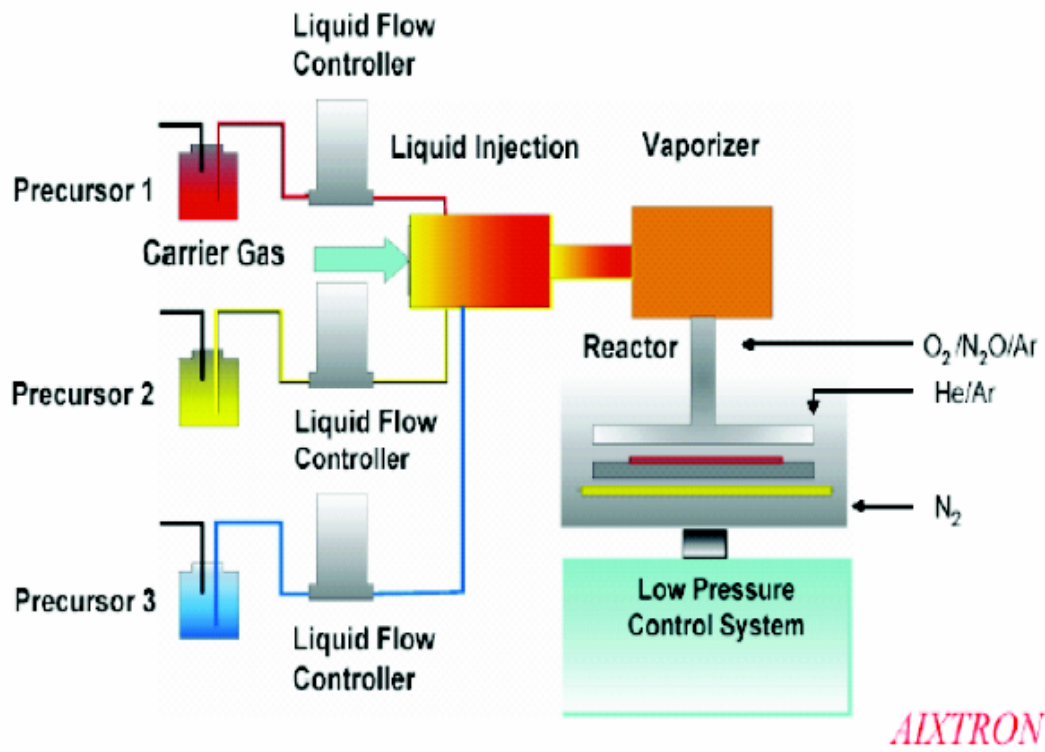 Liquid Flow
Controller
Liquid Injection
Vaporizer
Precursor 1
Carrier Gas
Reactor
O2/N2O/Ar
He/Ar
Precursor 2
Liquid Flow
Controller
N2
Precursor 3
Low Pressure
Control System
Liquid Flow
Controller
AIXTRON